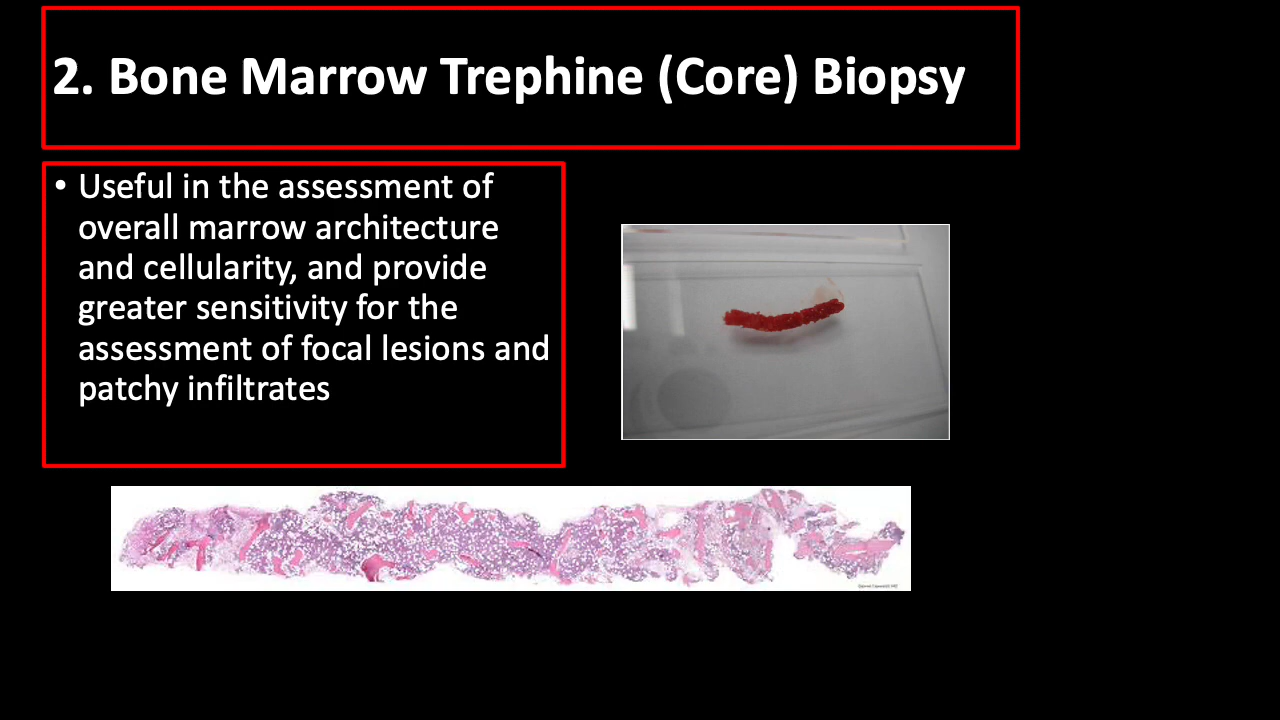 2. Bone Marrow Trephine (Core) Biopsy
• Useful in the assessment of
overall marrow architecture
and cellularity, and provide
greater sensitivity for the
assessment of focal lesions and
patchy infiltrates